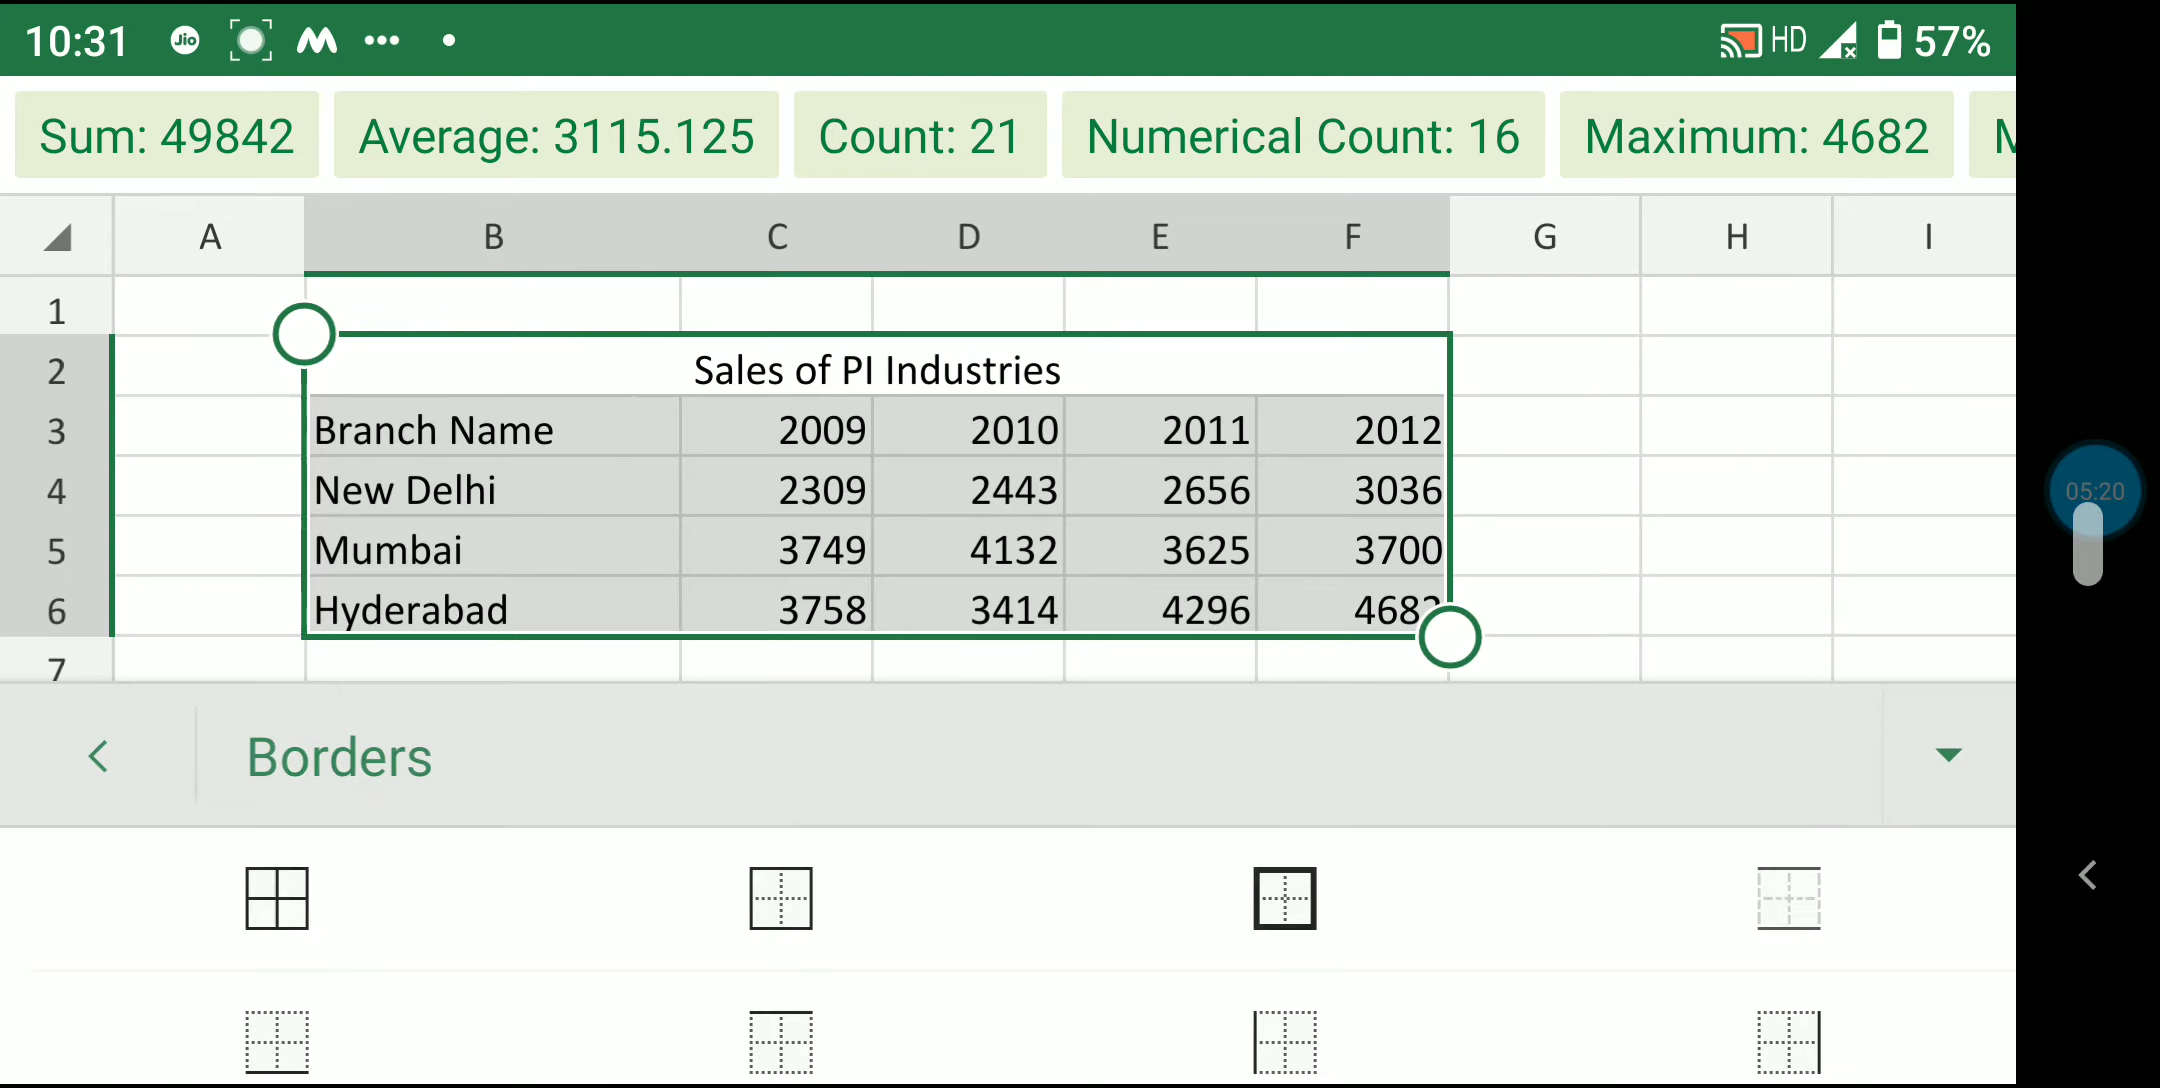 10:31 Jio HD 57%
Sum: 49842 Average: 3115.125 Count: 21 Numerical Count: 16 Maximum: 4682
A B C D E F G H I
1
2 Sales of PI Industries
3 Branch Name 2009 2010 2011 2012
4 New Delhi 2309 2443 2656 3036
5 Mumbai 3749 4132 3625 3700
6 Hyderabad 3758 3414 4296 4682
7
05:20
Borders